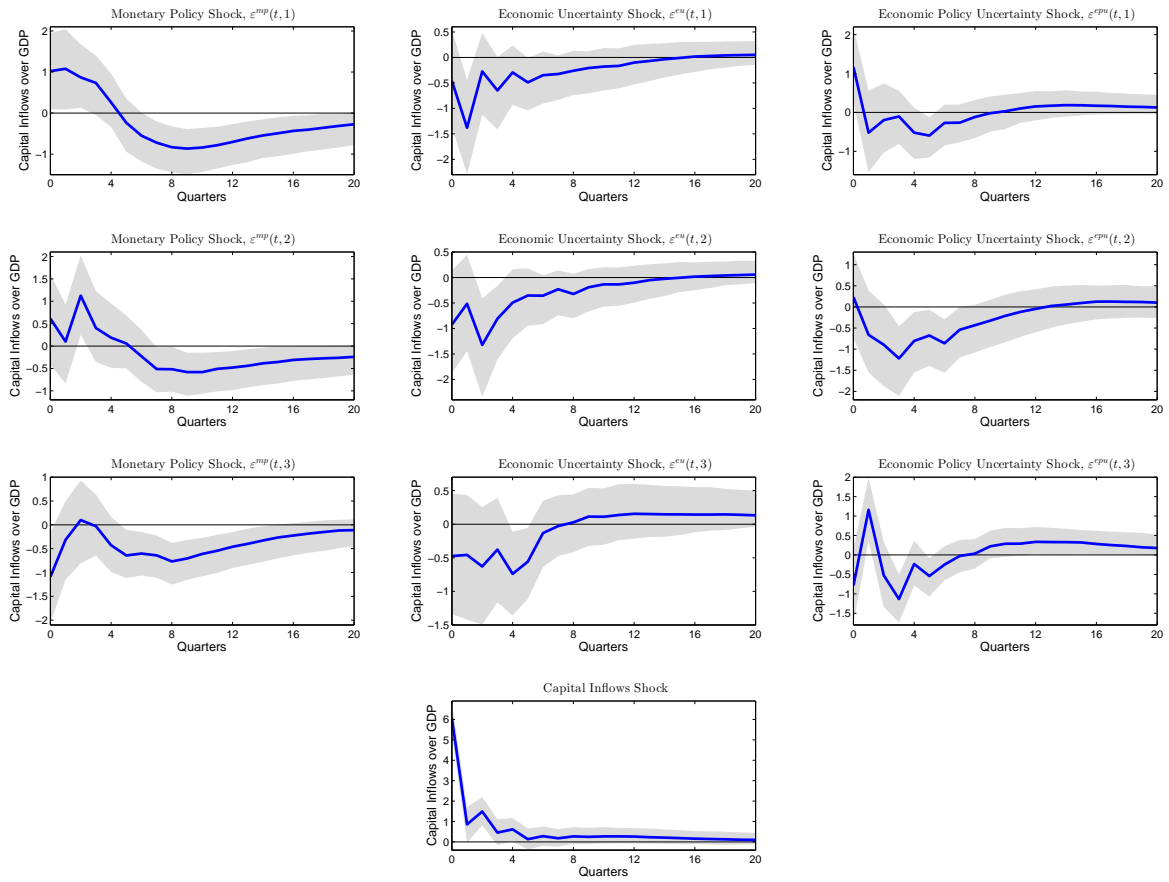 Monetary Policy Shock, ε^{mp}(t, 1)
Capital Inflows over GDP
2
1
0
−1
0 4 8 12 16 20
Quarters
Economic Uncertainty Shock, ε^{eu}(t, 1)
Capital Inflows over GDP
0.5
0
−0.5
−1
−1.5
−2
0 4 8 12 16 20
Quarters
Economic Policy Uncertainty Shock, ε^{epu}(t, 1)
Capital Inflows over GDP
2
1
0
−1
0 4 8 12 16 20
Quarters
Monetary Policy Shock, ε^{mp}(t, 2)
Capital Inflows over GDP
2
1.5
1
0.5
0
−0.5
−1
0 4 8 12 16 20
Quarters
Economic Uncertainty Shock, ε^{eu}(t, 2)
Capital Inflows over GDP
0.5
0
−0.5
−1
−1.5
−2
0 4 8 12 16 20
Quarters
Economic Policy Uncertainty Shock, ε^{epu}(t, 2)
Capital Inflows over GDP
1
0.5
0
−0.5
−1
−1.5
−2
0 4 8 12 16 20
Quarters
Monetary Policy Shock, ε^{mp}(t, 3)
Capital Inflows over GDP
1
0.5
0
−0.5
−1
−1.5
−2
0 4 8 12 16 20
Quarters
Economic Uncertainty Shock, ε^{eu}(t, 3)
Capital Inflows over GDP
0.5
0
−0.5
−1
−1.5
0 4 8 12 16 20
Quarters
Economic Policy Uncertainty Shock, ε^{epu}(t, 3)
Capital Inflows over GDP
2
1.5
1
0.5
0
−0.5
−1
−1.5
0 4 8 12 16 20
Quarters
Capital Inflows Shock
Capital Inflows over GDP
6
5
4
3
2
1
0
0 4 8 12 16 20
Quarters